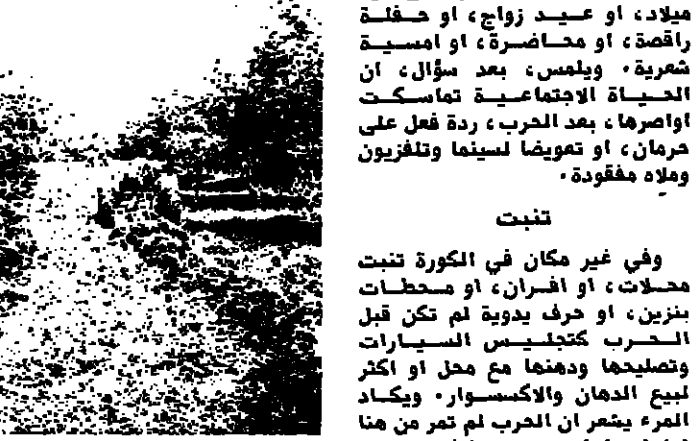 ميلاد، او عيد زواج، او حفلة
راقصة، او محاضرة، او امسية
شعرية. ويلمس، بعد سؤال، ان
الحياة الاجتماعية تماسكت
اواصرها، بعد الحرب، ردة فعل على
حرمان، او تعويضا لسينما وتلفزيون
وملاه مفقودة.
تنبت
وفي غير مكان في الكورة تنبت
محلات، او افران، او محطات
بنزين، او حرف يدوية لم تكن قبل
الحرب كتجليس السيارات
وتصليحها ودهنها مع محل او اكثر
لبيع الدهان والاكسسوار. ويكاد
المرء يشعر ان الحرب لم تمر من هنا